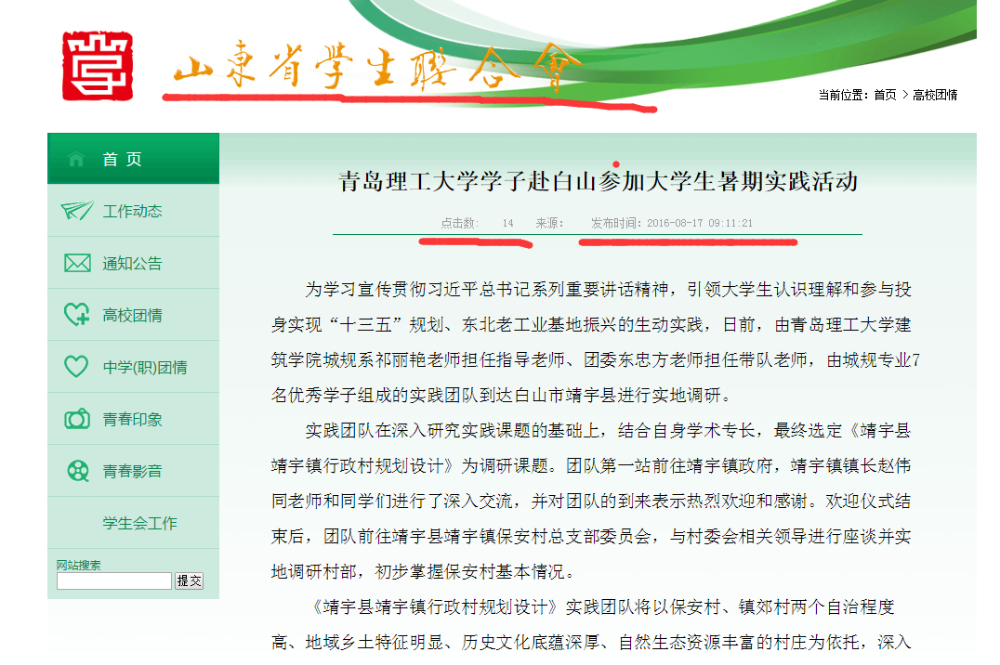 山東省学生聯合會
当前位置：首页 > 高校团情
首 页
工作动态
通知公告
高校团情
中学(职)团情
青春印象
青春影音
学生会工作
网站搜索
提交
青岛理工大学学子赴白山参加大学生暑期实践活动
点击数: 14 来源: 发布时间：2016-08-17 09:11:21
为学习宣传贯彻习近平总书记系列重要讲话精神，引领大学生认识理解和参与投
身实现“十三五”规划、东北老工业基地振兴的生动实践，日前，由青岛理工大学建
筑学院城规系祁丽艳老师担任指导老师、团委东忠方老师担任带队老师，由城规专业7
名优秀学子组成的实践团队到达白山市靖宇县进行实地调研。
实践团队在深入研究实践课题的基础上，结合自身学术专长，最终选定《靖宇县
靖宇镇行政村规划设计》为调研课题。团队第一站前往靖宇镇政府，靖宇镇镇长赵伟
同老师和同学们进行了深入交流，并对团队的到来表示热烈欢迎和感谢。欢迎仪式结
束后，团队前往靖宇县靖宇镇保安村总支部委员会，与村委会相关领导进行座谈并实
地调研村部，初步掌握保安村基本情况。
《靖宇县靖宇镇行政村规划设计》实践团队将以保安村、镇郊村两个自治程度
高、地域乡土特征明显、历史文化底蕴深厚、自然生态资源丰富的村庄为依托，深入